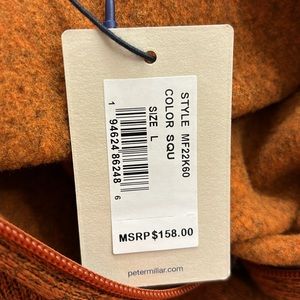 STYLE MF22K60
COLOR SQU
SIZE L
1 94624 86248 6
MSRP$158.00
petermillar.com